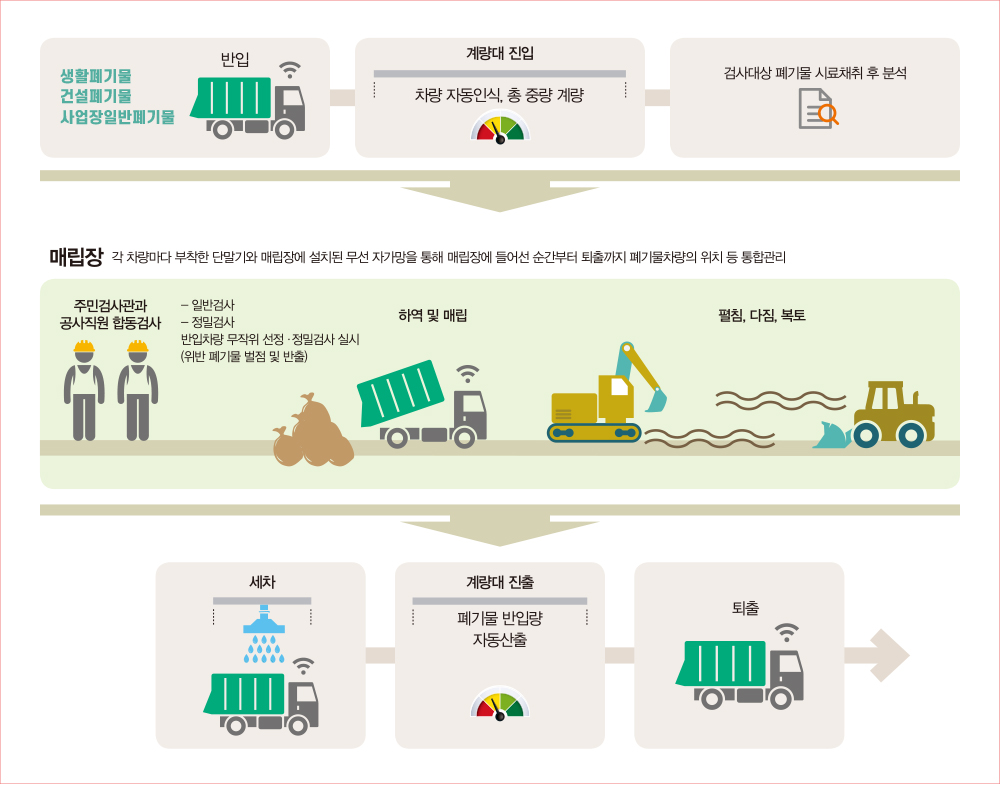 생활폐기물
건설폐기물
사업장일반폐기물
반입
계량대 진입
차량 자동인식, 총 중량 계량
검사대상 폐기물 시료채취 후 분석
매립장 각 차량마다 부착한 단말기와 매립장에 설치된 무선 자가망을 통해 매립장에 들어선 순간부터 퇴출까지 폐기물차량의 위치 등 통합관리
주민검사관과
공사직원 합동검사
– 일반검사
– 정밀검사
반입차량 무작위 선정 · 정밀검사 실시
(위반 폐기물 벌점 및 반출)
하역 및 매립
펼침, 다짐, 복토
세차
계량대 진출
폐기물 반입량
자동산출
퇴출